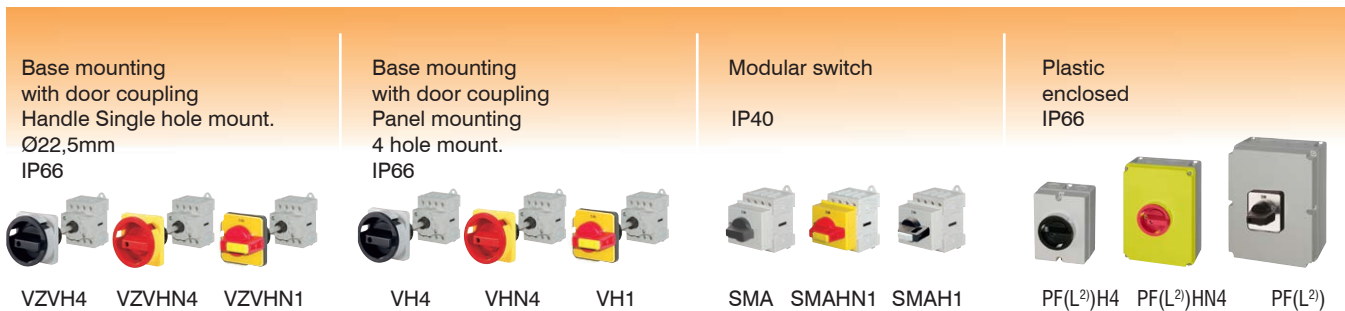 Base mounting
with door coupling
Handle Single hole mount.
Ø22,5mm
IP66
VZVH4 VZVHN4 VZVHN1
Base mounting
with door coupling
Panel mounting
4 hole mount.
IP66
VH4 VHN4 VH1
Modular switch
IP40
SMA SMAHN1 SMAH1
Plastic
enclosed
IP66
PF(L²⁾)H4 PF(L²⁾)HN4 PF(L²⁾)